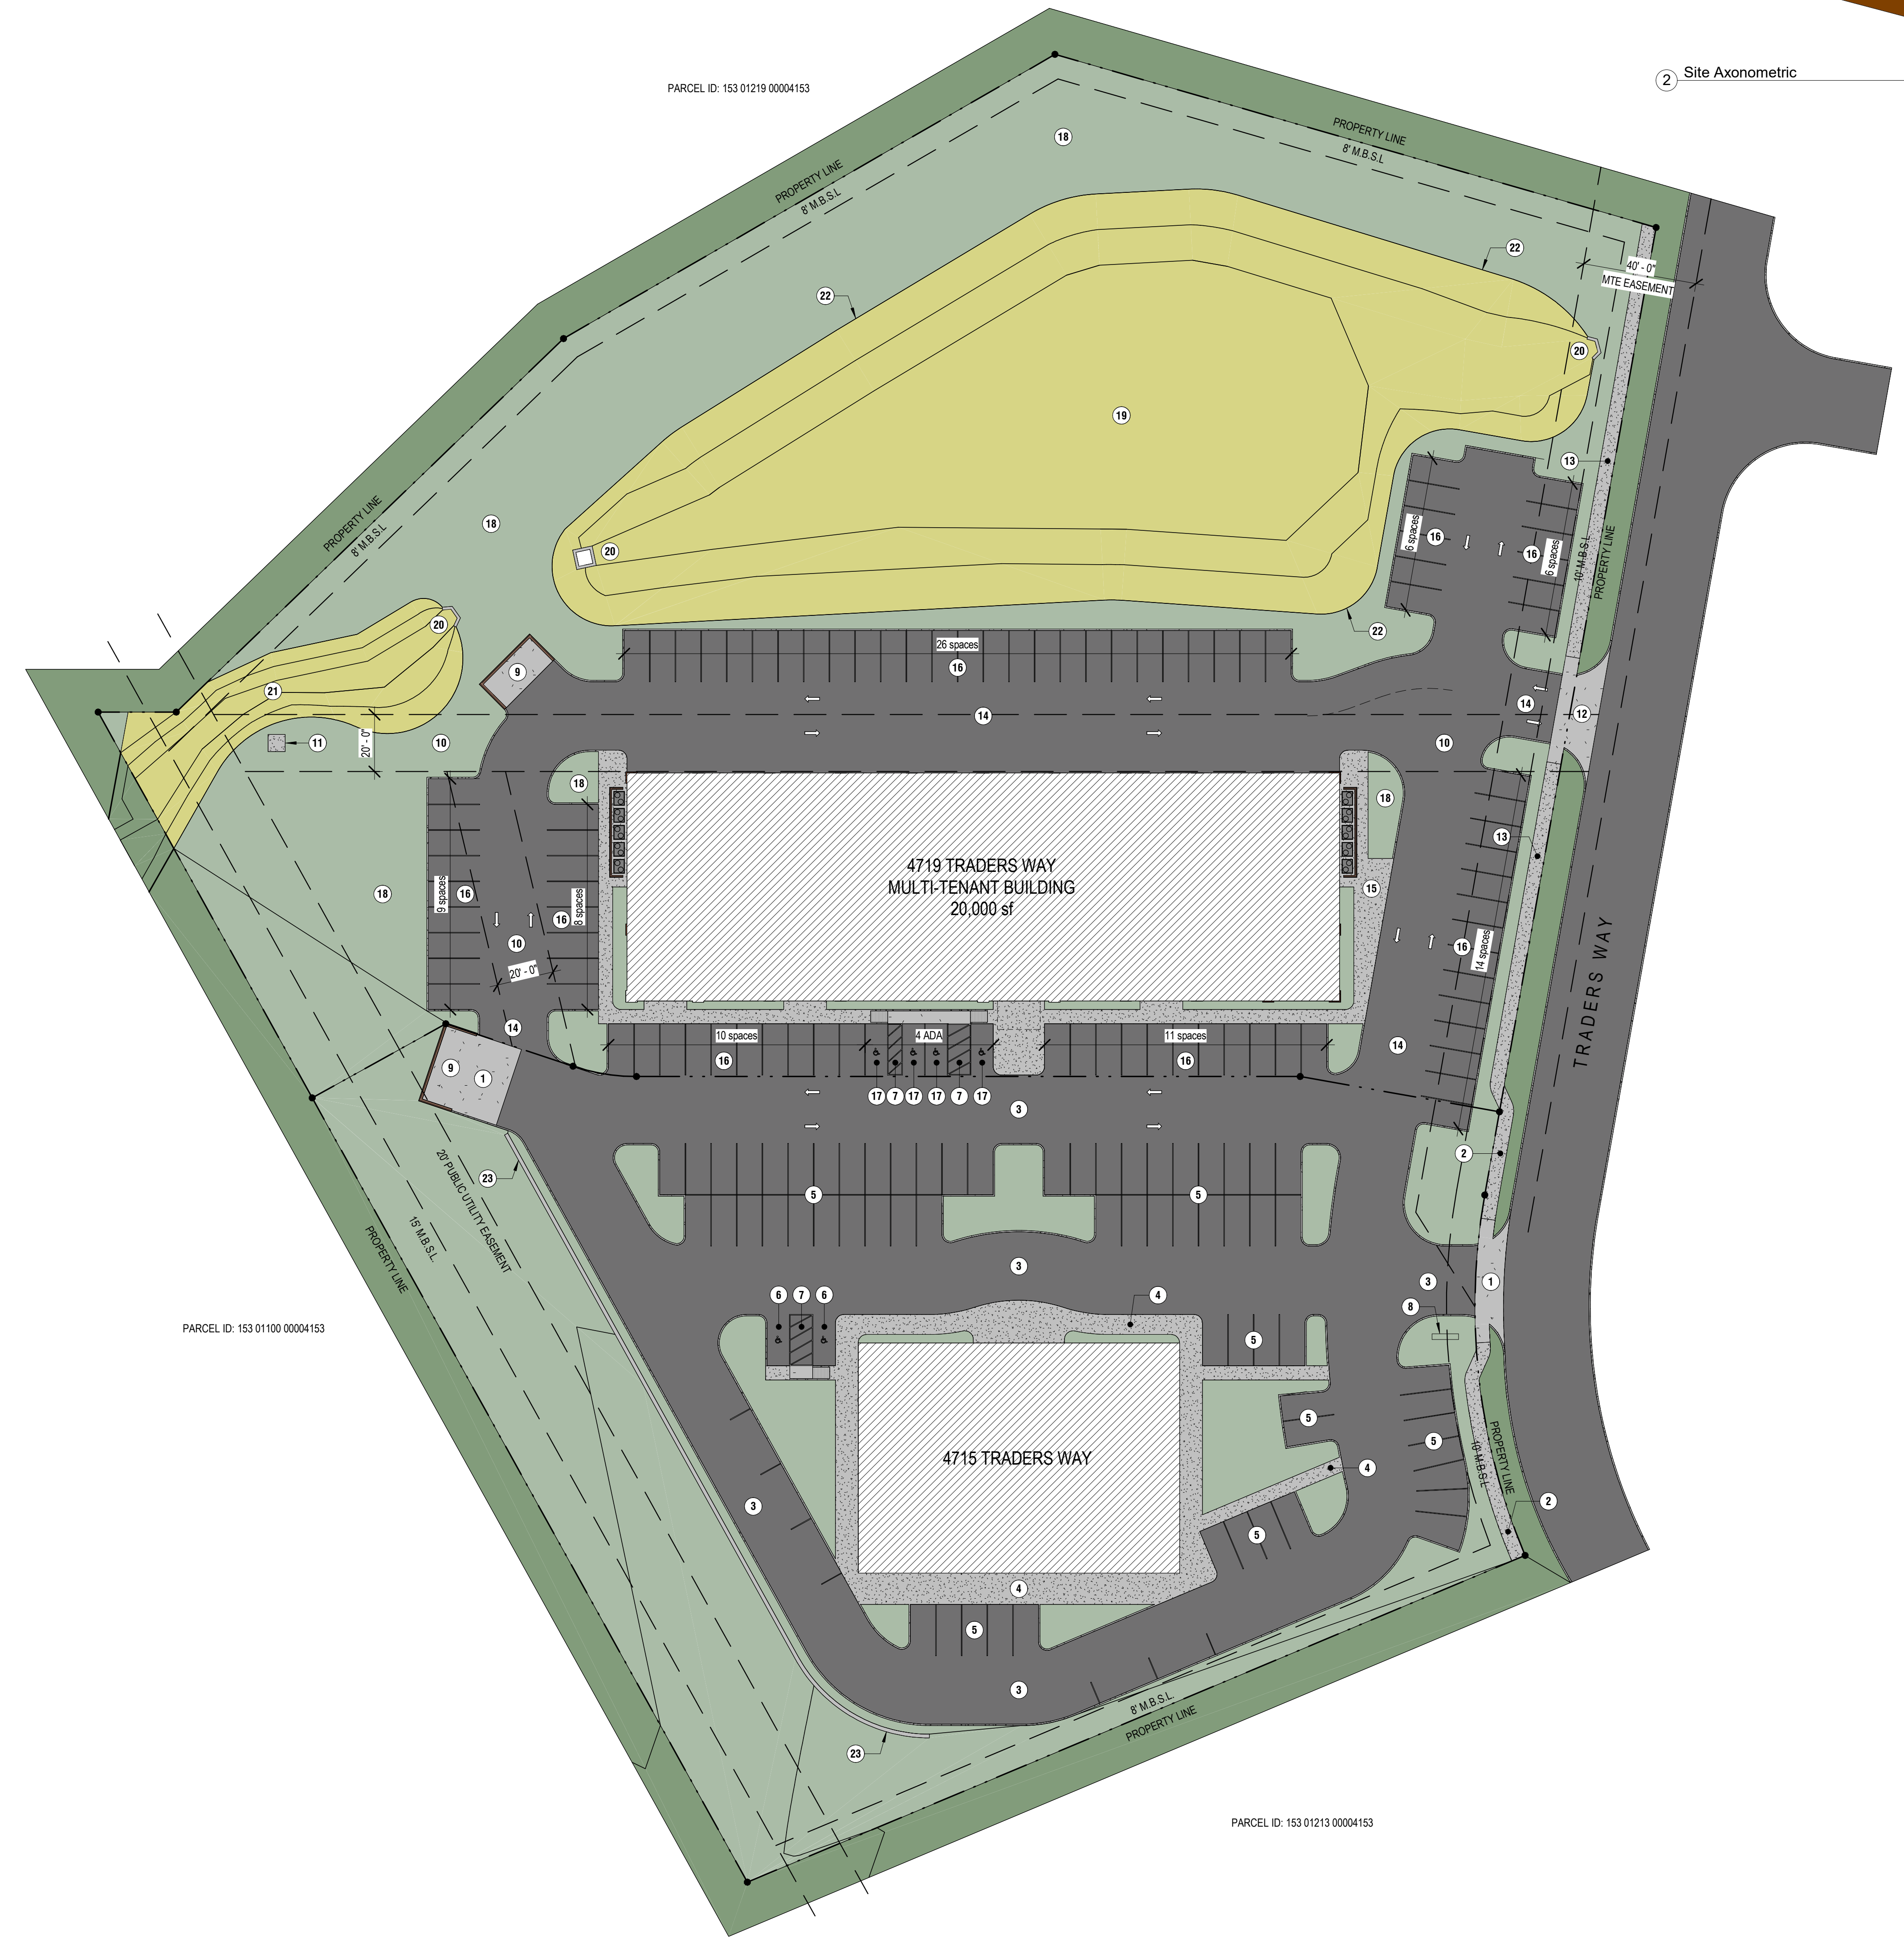 2 Site Axonometric
PARCEL ID: 153 01219 00004153
PROPERTY LINE
8' M.B.S.L
18
PROPERTY LINE
8' M.B.S.L
22
40' - 0"
MTE EASEMENT
22
20
19
13
PROPERTY LINE
8' M.B.S.L
18
6 spaces
16
16
6 spaces
10' M.B.S.L
PROPERTY LINE
20
20
22
26 spaces
16
9
21
14
14
12
11
20' - 0"
10
10
18
18
13
4719 TRADERS WAY
MULTI-TENANT BUILDING
20,000 sf
15
18
9 spaces
16
16
8 spaces
10
20' - 0"
16
14 spaces
TRADERS WAY
14
10 spaces
4 ADA
11 spaces
16
16
14
9
1
17
7
17
17
7
17
3
2
23
20' PUBLIC UTILITY EASEMENT
15' M.B.S.L.
PROPERTY LINE
5
5
3
3
1
6
7
6
4
8
PARCEL ID: 153 01100 00004153
5
5
5
10' M.B.S.L
PROPERTY LINE
4715 TRADERS WAY
4
3
2
5
4
5
3
8' M.B.S.L.
PROPERTY LINE
23
PARCEL ID: 153 01213 00004153